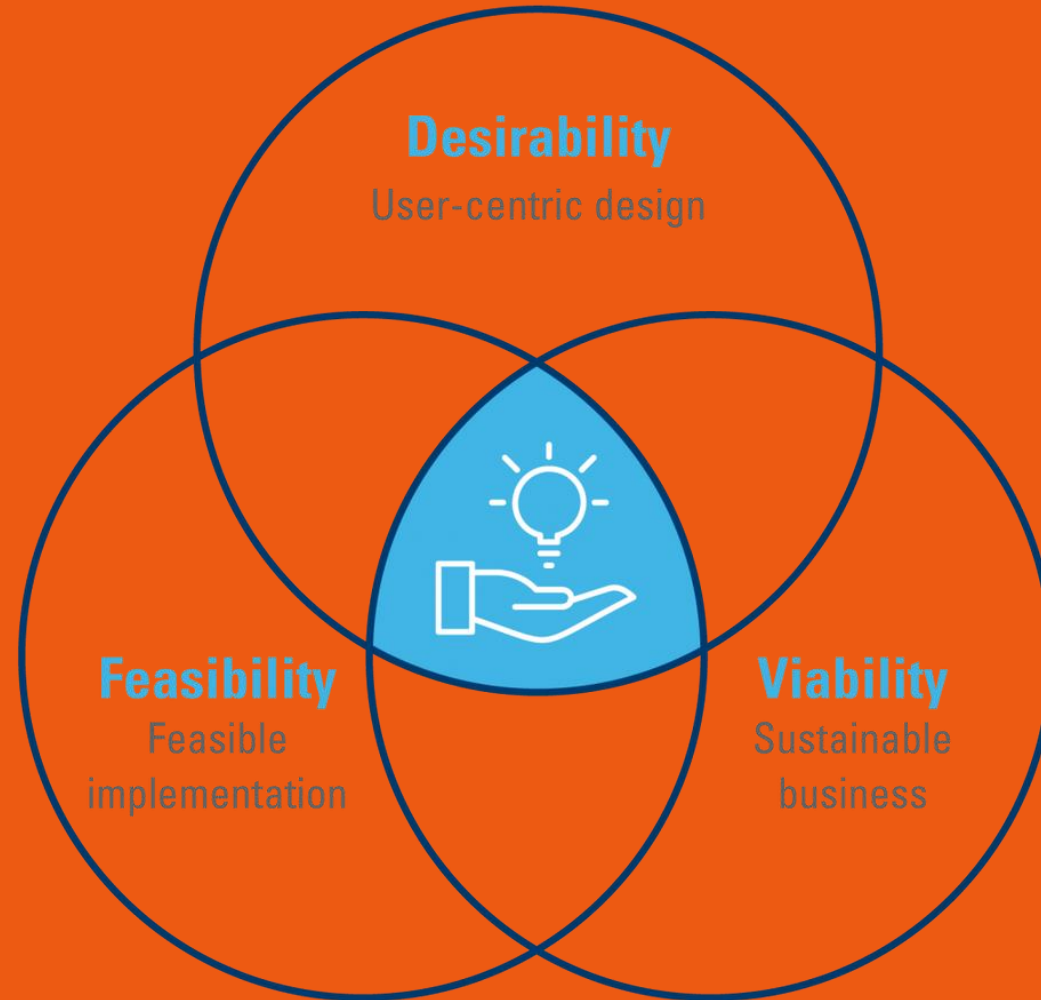 Desirability
User-centric design
Feasibility
Feasible
implementation
Viability
Sustainable
business